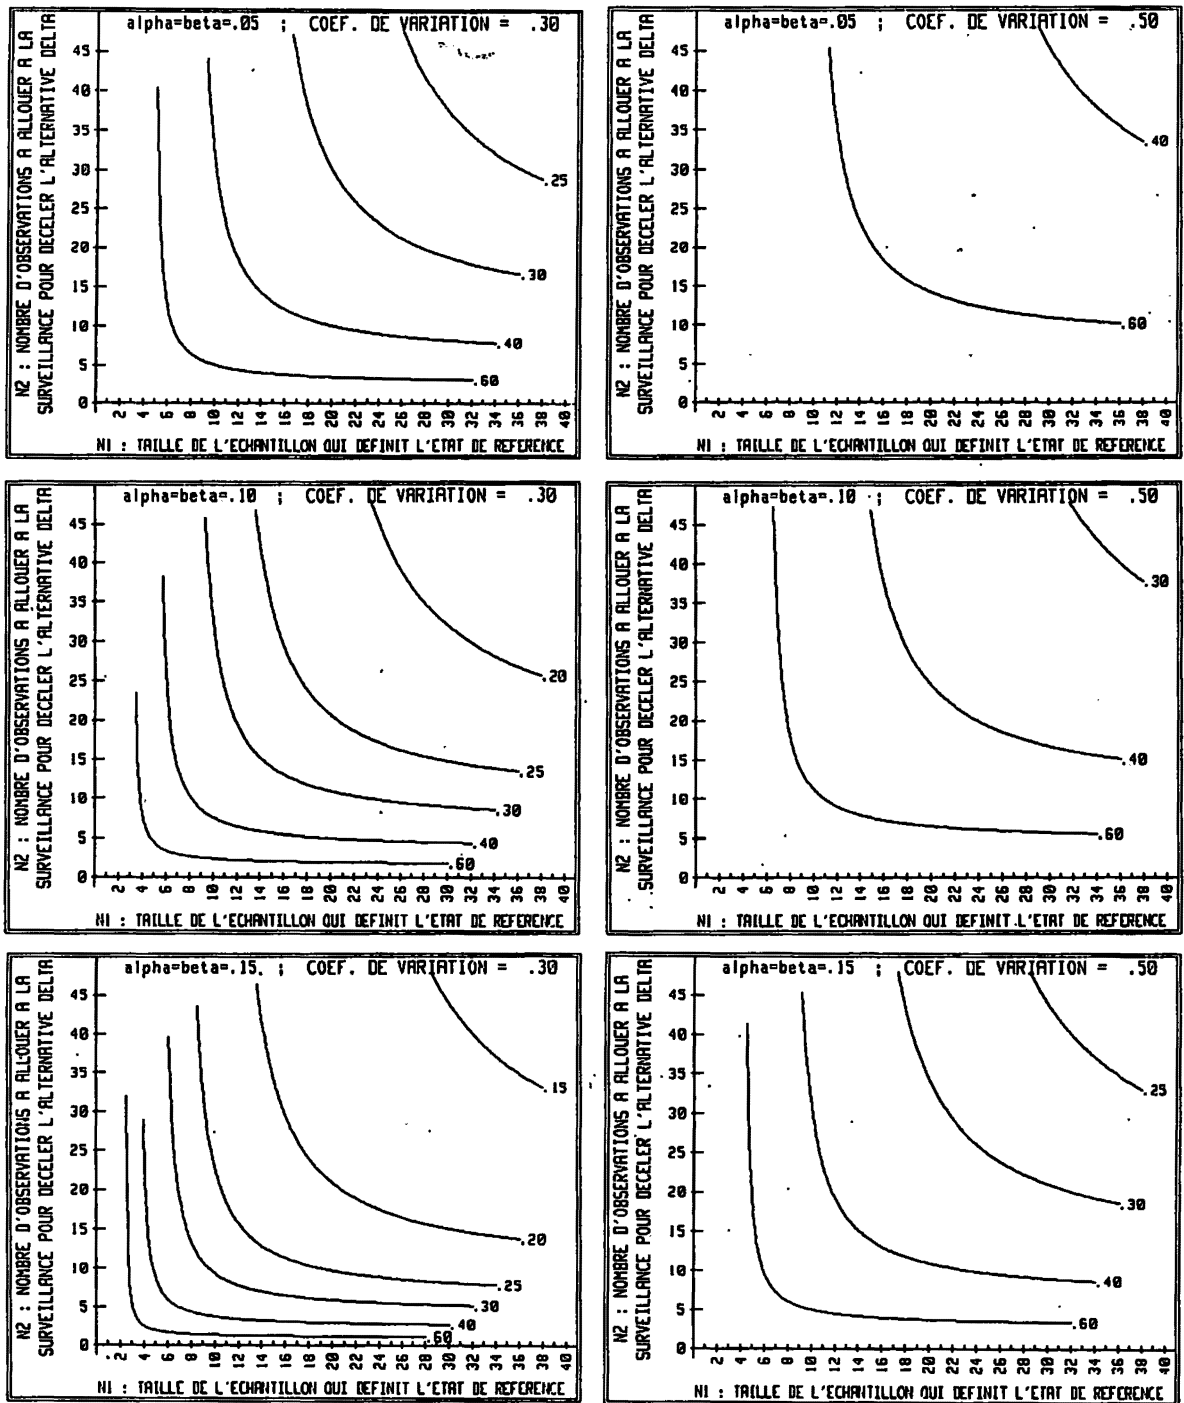 alpha=beta=.05 ; COEF. DE VARIATION = .30
N2 : NOMBRE D'OBSERVATIONS A ALLOUER A LA
SURVEILLANCE POUR DECELER L'ALTERNATIVE DELTA
45
40
35
30
25
20
15
10
5
0
.25
.30
.40
.60
2 4 6 8 10 12 14 16 18 20 22 24 26 28 30 32 34 36 38 40
N1 : TAILLE DE L'ECHANTILLON QUI DEFINIT L'ETAT DE REFERENCE
alpha=beta=.05 ; COEF. DE VARIATION = .50
N2 : NOMBRE D'OBSERVATIONS A ALLOUER A LA
SURVEILLANCE POUR DECELER L'ALTERNATIVE DELTA
45
40
35
30
25
20
15
10
5
0
.40
.60
2 4 6 8 10 12 14 16 18 20 22 24 26 28 30 32 34 36 38 40
N1 : TAILLE DE L'ECHANTILLON QUI DEFINIT L'ETAT DE REFERENCE
alpha=beta=.10 ; COEF. DE VARIATION = .30
N2 : NOMBRE D'OBSERVATIONS A ALLOUER A LA
SURVEILLANCE POUR DECELER L'ALTERNATIVE DELTA
45
40
35
30
25
20
15
10
5
0
.20
.25
.30
.40
.60
2 4 6 8 10 12 14 16 18 20 22 24 26 28 30 32 34 36 38 40
N1 : TAILLE DE L'ECHANTILLON QUI DEFINIT L'ETAT DE REFERENCE
alpha=beta=.10 ; COEF. DE VARIATION = .50
N2 : NOMBRE D'OBSERVATIONS A ALLOUER A LA
SURVEILLANCE POUR DECELER L'ALTERNATIVE DELTA
45
40
35
30
25
20
15
10
5
0
.30
.40
.60
2 4 6 8 10 12 14 16 18 20 22 24 26 28 30 32 34 36 38 40
N1 : TAILLE DE L'ECHANTILLON QUI DEFINIT L'ETAT DE REFERENCE
alpha=beta=.15 ; COEF. DE VARIATION = .30
N2 : NOMBRE D'OBSERVATIONS A ALLOUER A LA
SURVEILLANCE POUR DECELER L'ALTERNATIVE DELTA
45
40
35
30
25
20
15
10
5
0
.15
.20
.25
.30
.40
.60
2 4 6 8 10 12 14 16 18 20 22 24 26 28 30 32 34 36 38 40
N1 : TAILLE DE L'ECHANTILLON QUI DEFINIT L'ETAT DE REFERENCE
alpha=beta=.15 ; COEF. DE VARIATION = .50
N2 : NOMBRE D'OBSERVATIONS A ALLOUER A LA
SURVEILLANCE POUR DECELER L'ALTERNATIVE DELTA
45
40
35
30
25
20
15
10
5
0
.25
.30
.40
.60
2 4 6 8 10 12 14 16 18 20 22 24 26 28 30 32 34 36 38 40
N1 : TAILLE DE L'ECHANTILLON QUI DEFINIT L'ETAT DE REFERENCE